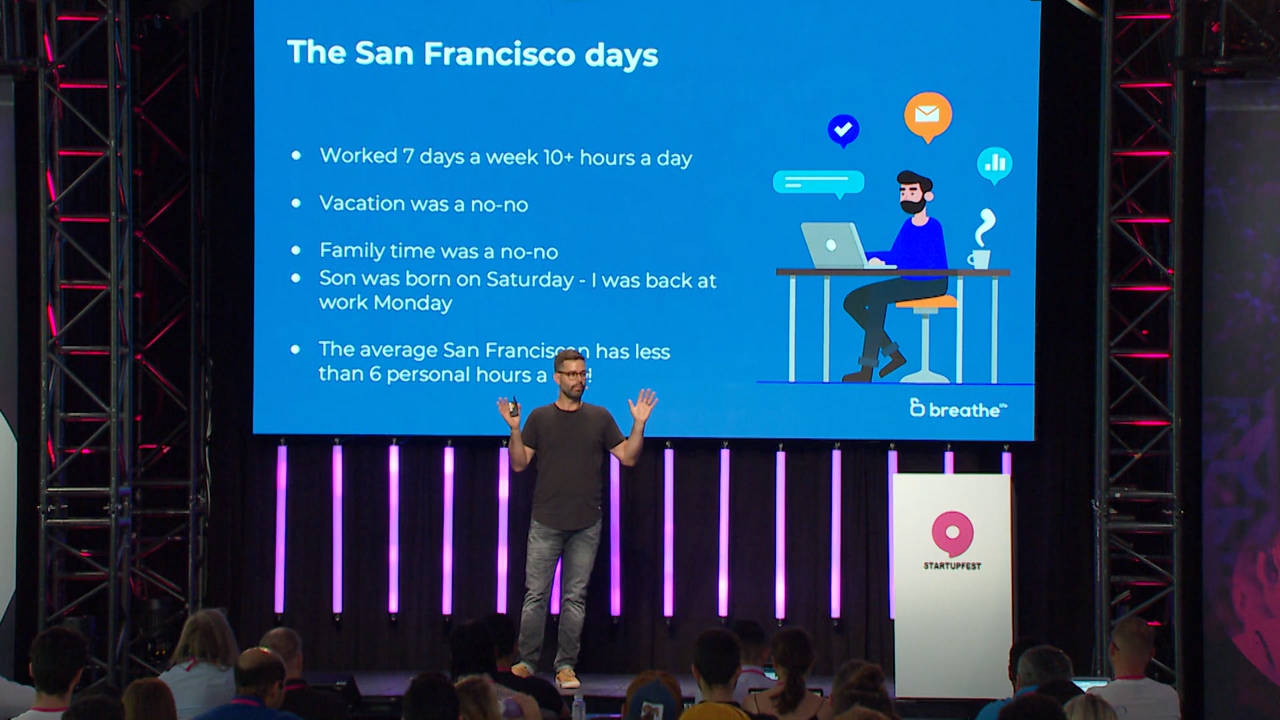 The San Francisco days
Worked 7 days a week 10+ hours a day
Vacation was a no-no
Family time was a no-no
Son was born on Saturday - I was back at
work Monday
The average San Franciscan has less
than 6 personal hours a
breathe
STARTUPFEST